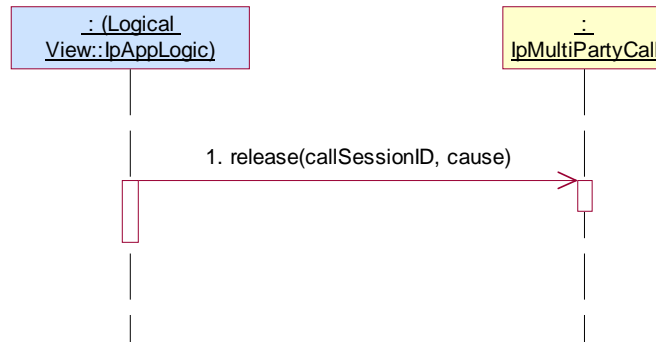 : (Logical
View::IpAppLogic)
:
IpMultiPartyCall
1. release(callSessionID, cause)